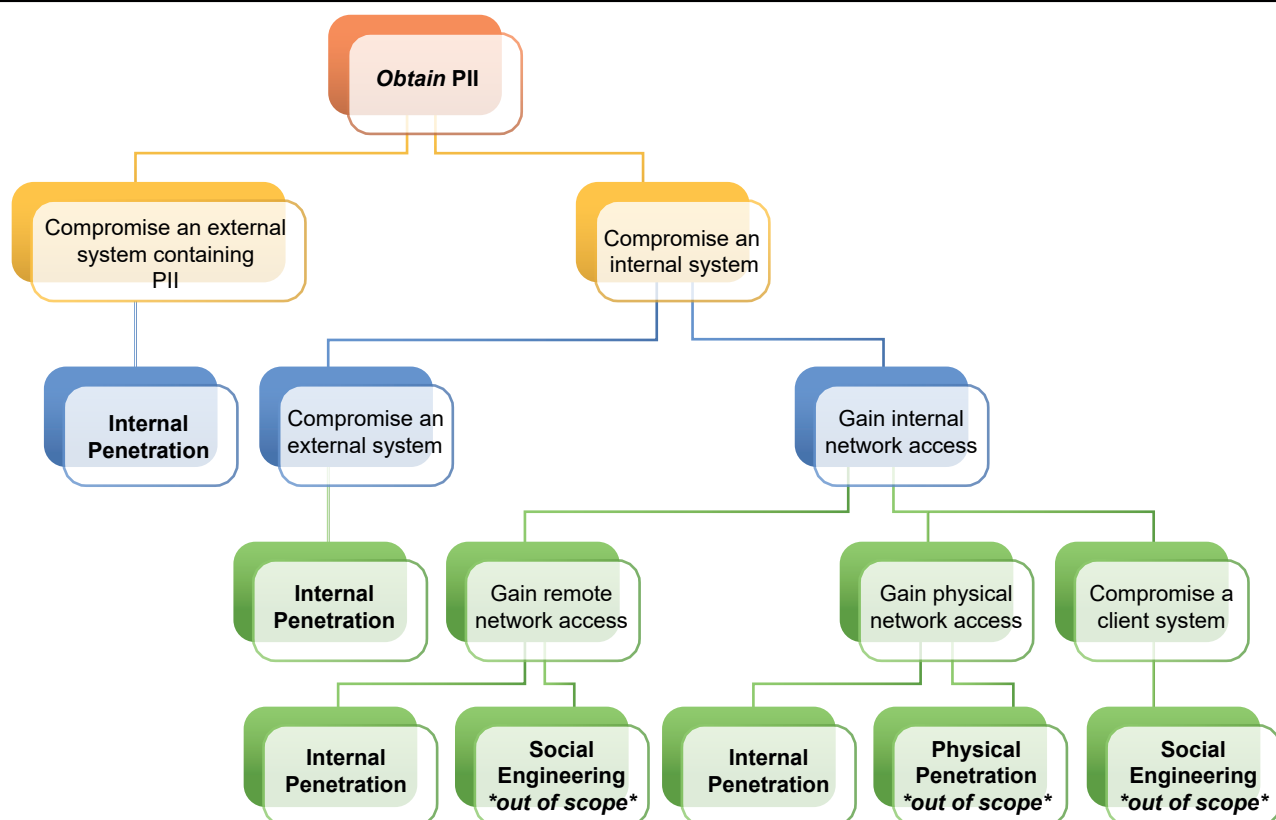 Obtain PII
Compromise an external
system containing
PII
Compromise an
internal system
Internal
Penetration
Compromise an
external system
Gain internal
network access
Internal
Penetration
Gain remote
network access
Gain physical
network access
Compromise a
client system
Internal
Penetration
Social
Engineering
*out of scope*
Internal
Penetration
Physical
Penetration
*out of scope*
Social
Engineering
*out of scope*